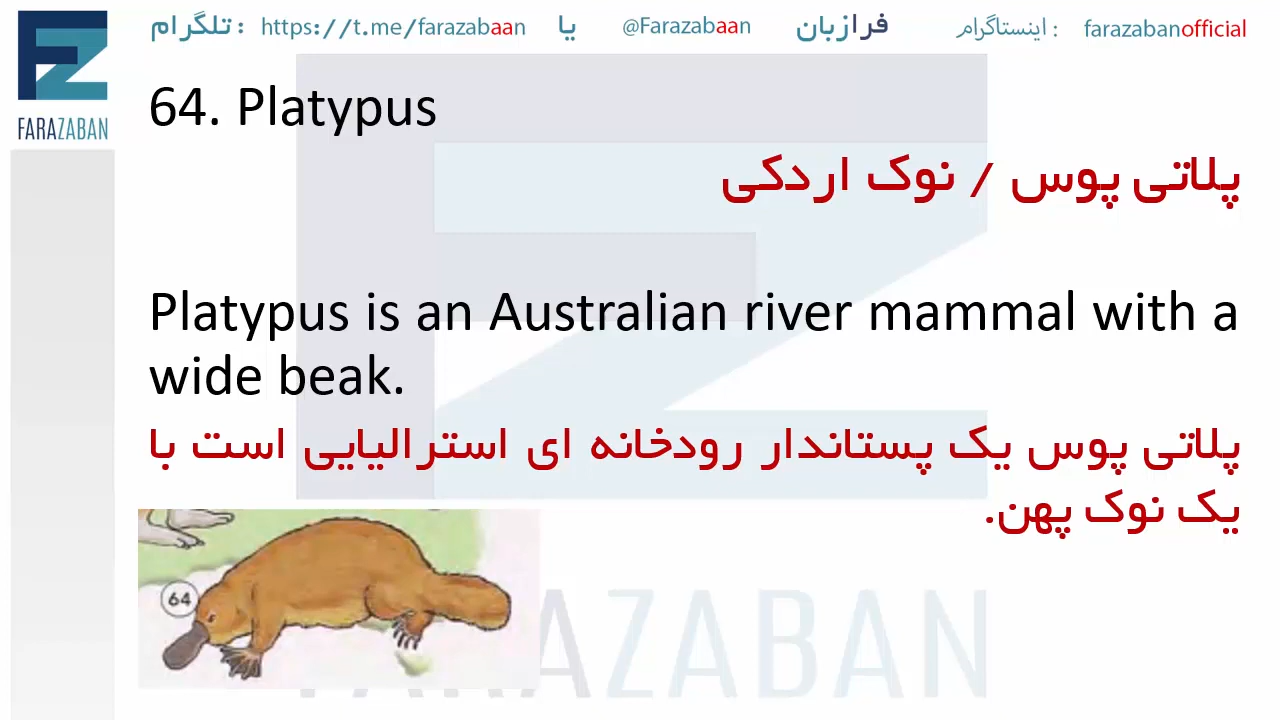 تلگرام : https://t.me/farazabaan یا @Farazabaan فرازبان اینستاگرام : farazabanofficial
FARAZABAN
64. Platypus
پلاتی پوس / نوک اردکی
Platypus is an Australian river mammal with a
wide beak.
پلاتی پوس یک پستاندار رودخانه ای استرالیایی است با
یک نوک پهن.
64
FARAZABAN